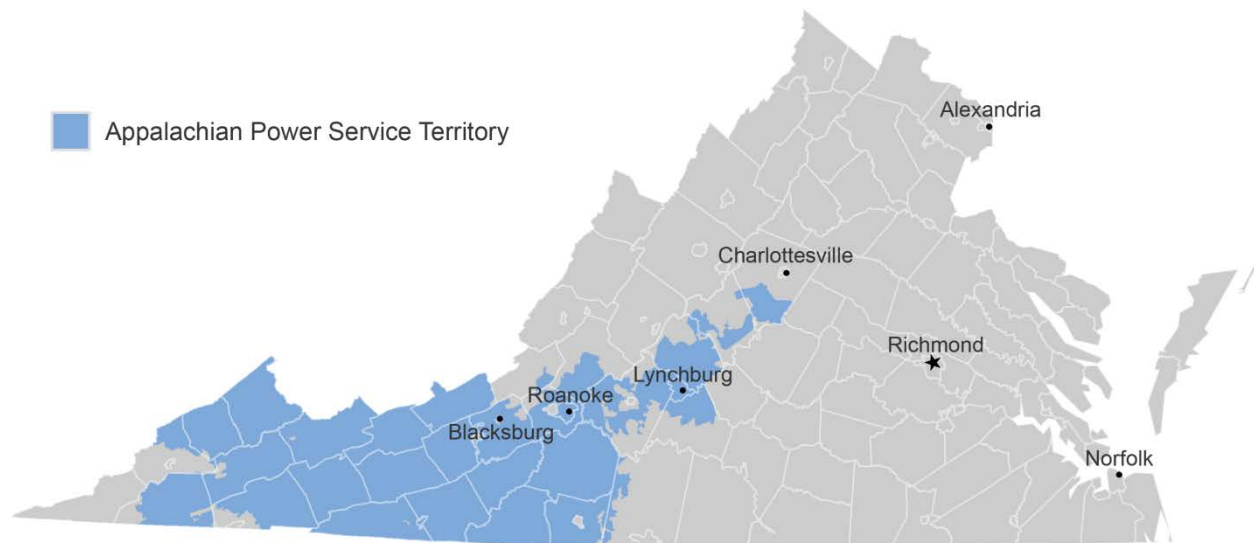 Alexandria
Appalachian Power Service Territory
Charlottesville
Richmond
Lynchburg
Roanoke
Blacksburg
Norfolk